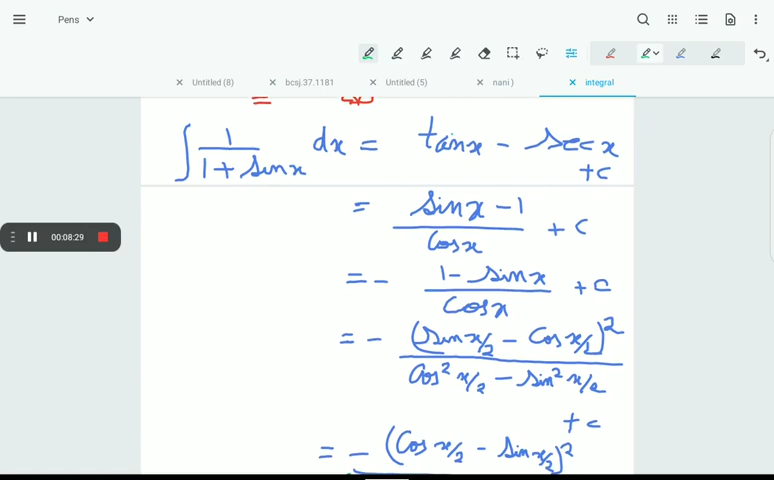 Pens
Untitled (8)
bcsj.37.1181
Untitled (5)
nani )
integral
∫ 1/(1 + sinx) dx = tanx - secx + c
= (sinx - 1)/cosx + c
= - (1 - sinx)/cosx + c
= - (sin x/2 - cos x/2)² / (cos² x/2 - sin² x/2) + c
= - (cos x/2 - sin x/2)²
00:08:29